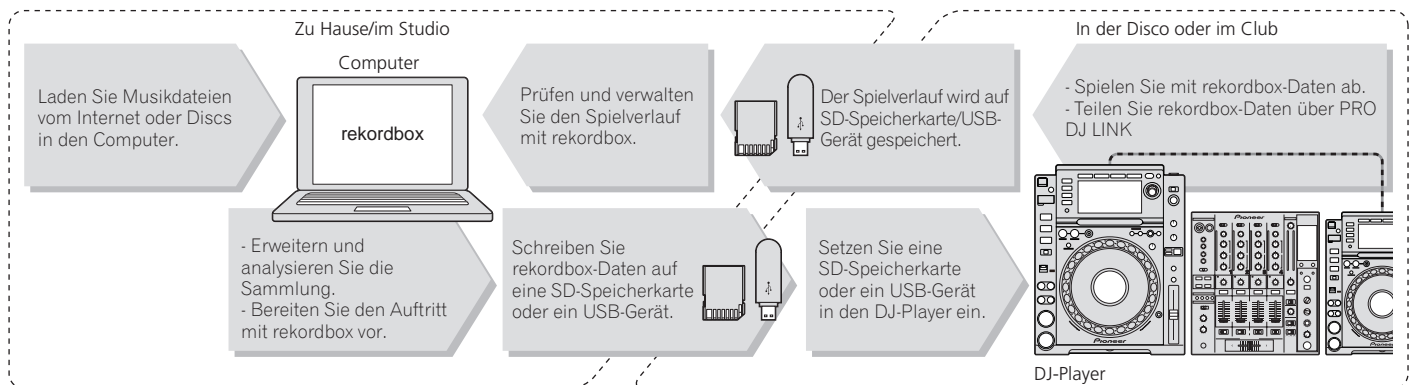 Zu Hause/im Studio
In der Disco oder im Club
Laden Sie Musikdateien
vom Internet oder Discs
in den Computer.
Computer
rekordbox
Prüfen und verwalten
Sie den Spielverlauf
mit rekordbox.
Der Spielverlauf wird auf
SD-Speicherkarte/USB-
Gerät gespeichert.
- Spielen Sie mit rekordbox-Daten ab.
- Teilen Sie rekordbox-Daten über PRO
DJ LINK
- Erweitern und
analysieren Sie die
Sammlung.
- Bereiten Sie den Auftritt
mit rekordbox vor.
Schreiben Sie
rekordbox-Daten auf
eine SD-Speicherkarte
oder ein USB-Gerät.
Setzen Sie eine
SD-Speicherkarte
oder ein USB-Gerät
in den DJ-Player ein.
Pioneer
Pioneer
Pioneer
DJ-Player